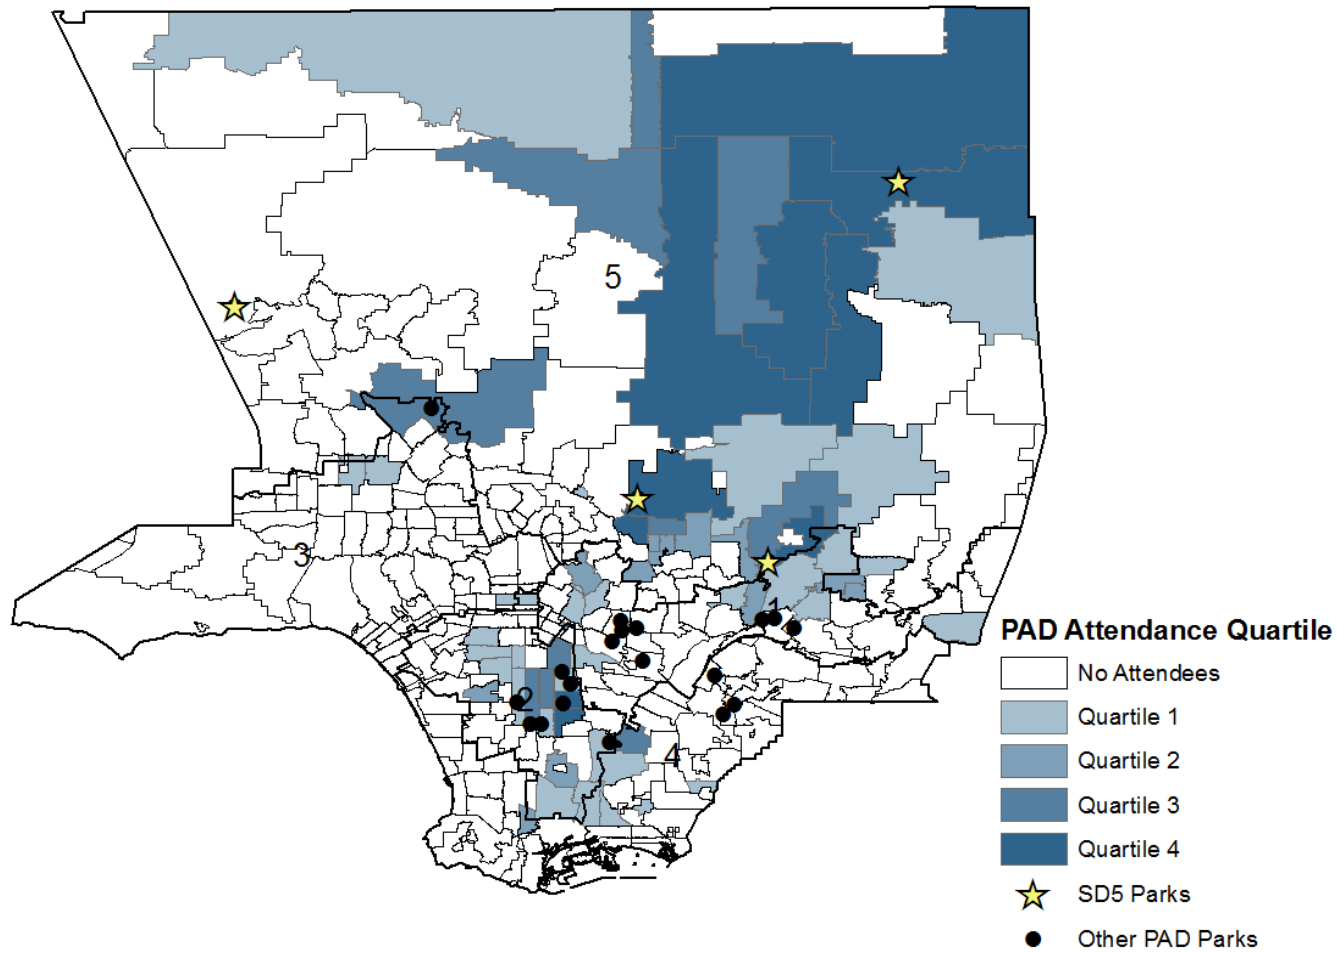 5
3
1
2
4
PAD Attendance Quartile
No Attendees
Quartile 1
Quartile 2
Quartile 3
Quartile 4
SD5 Parks
Other PAD Parks